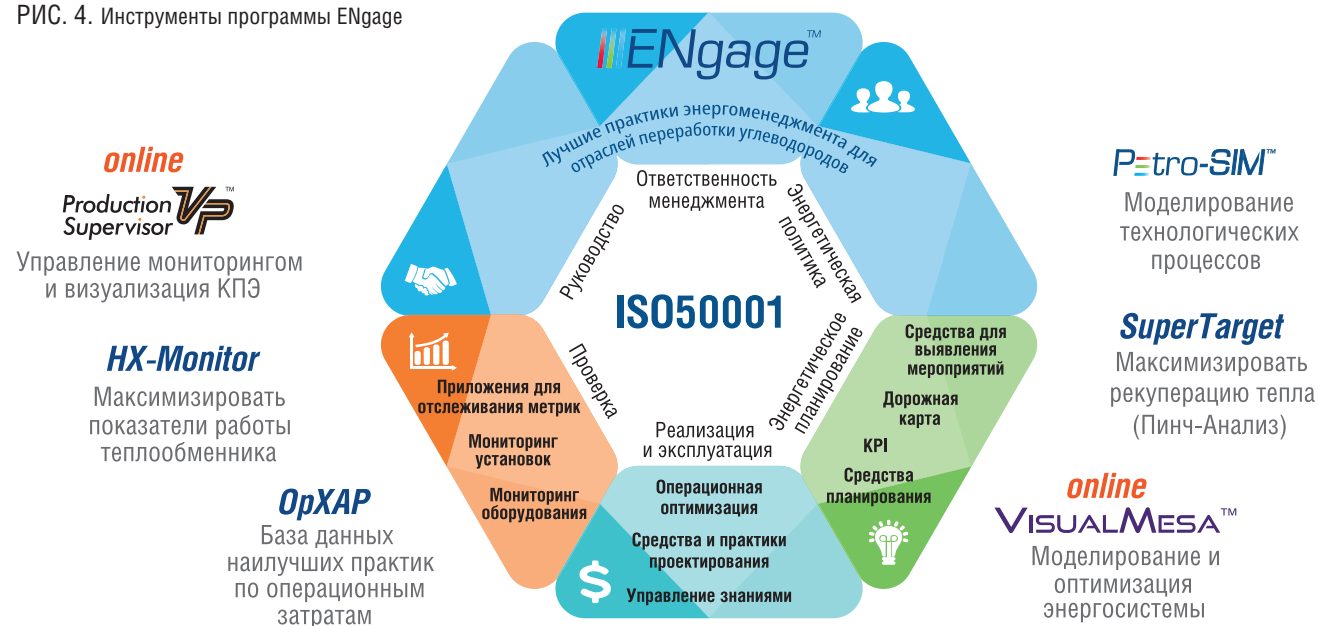 РИС. 4. Инструменты программы ENgage
ENgage™
Лучшие практики энергоменеджмента для
отраслей переработки углеводородов
online
Production
Supervisor VP™
Управление мониторингом
и визуализация КПЭ
HX-Monitor
Максимизировать
показатели работы
теплообменника
OpXAP
База данных
наилучших практик
по операционным
затратам
Ответственность
менеджмента
Энергетическая
политика
Руководство
ISO50001
Проверка
Энергетическое
планирование
Реализация
и эксплуатация
Приложения для
отслеживания метрик
Мониторинг
установок
Мониторинг
оборудования
Операционная
оптимизация
Средства и практики
проектирования
Управление знаниями
$
Средства для
выявления
мероприятий
Дорожная
карта
KPI
Средства
планирования
Petro-SIM™
Моделирование
технологических
процессов
SuperTarget
Максимизировать
рекуперацию тепла
(Пинч-Анализ)
online
VISUALMESA™
Моделирование и
оптимизация
энергосистемы